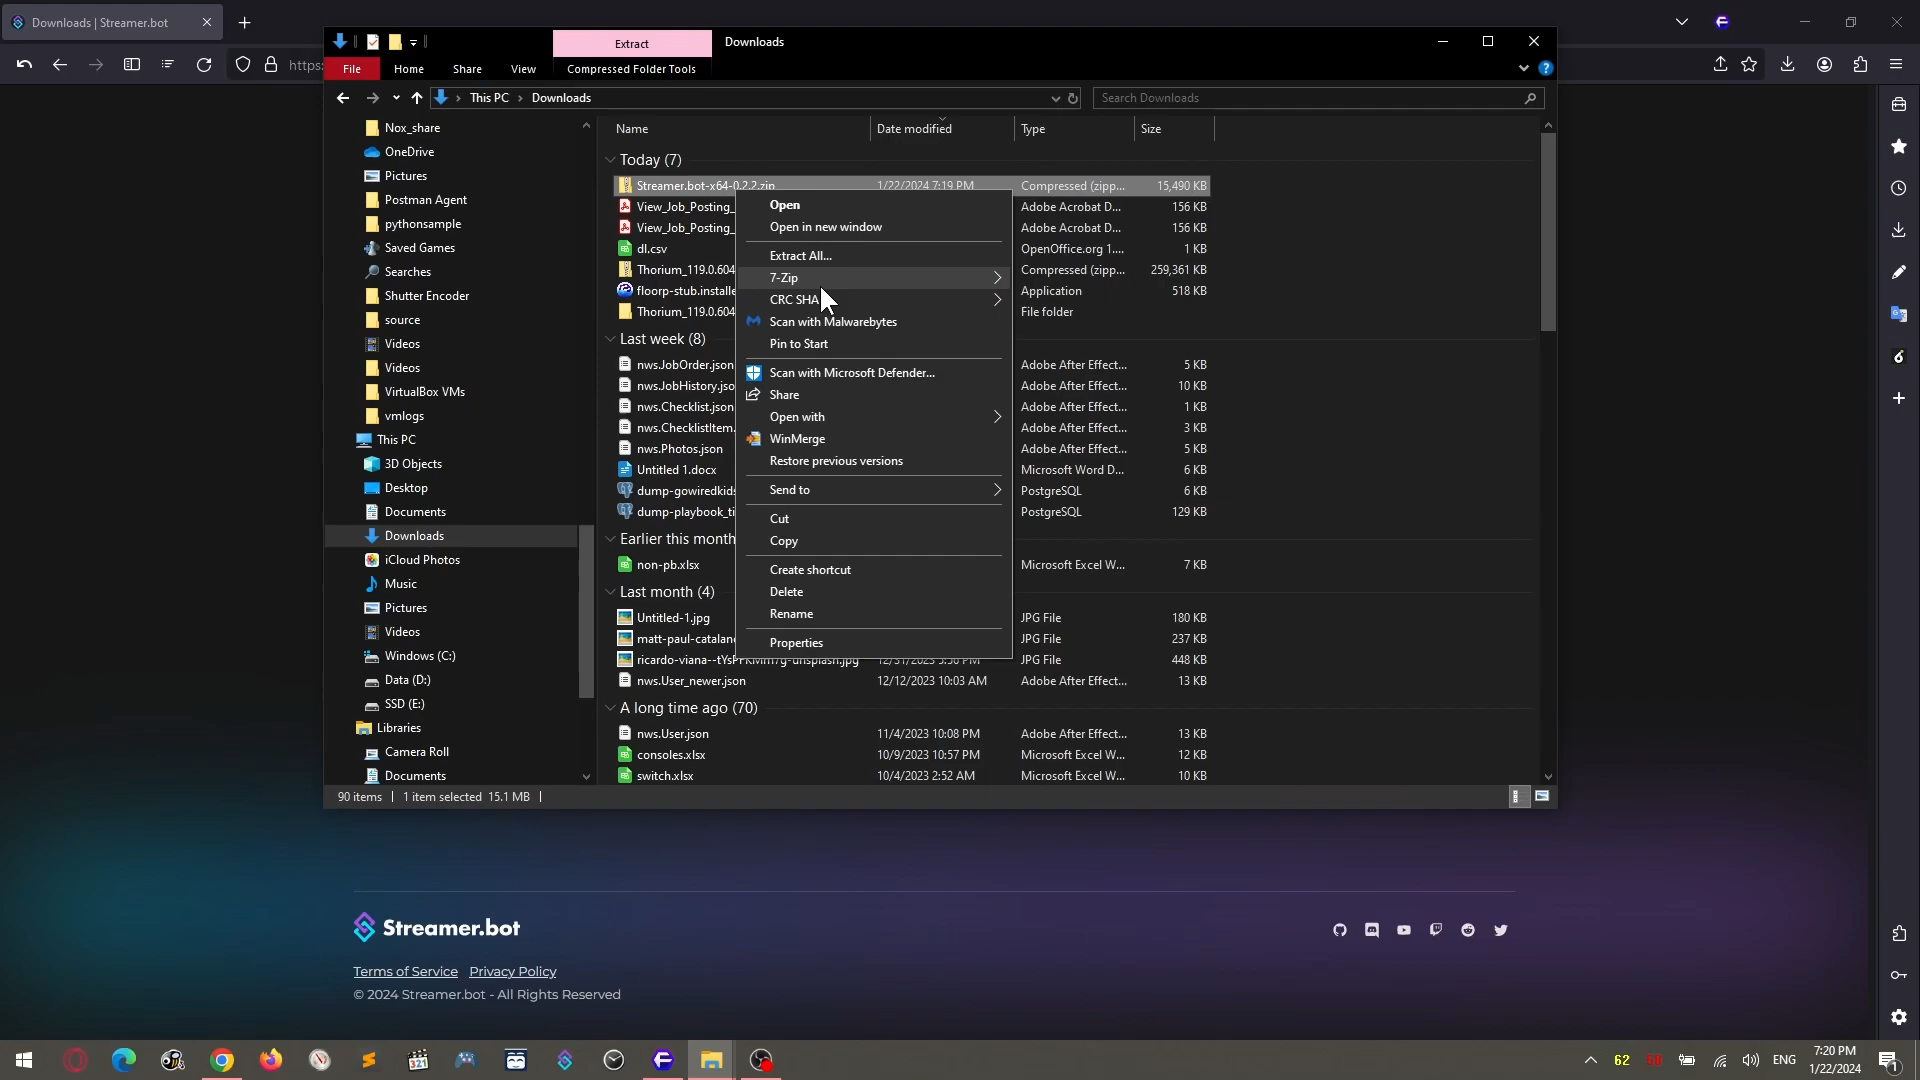 Downloads | Streamer.bot
https:
Extract
Downloads
File
Home
Share
View
Compressed Folder Tools
This PC
Downloads
Search Downloads
Name
Date modified
Type
Size
Nox_share
OneDrive
Pictures
Postman Agent
pythonsample
Saved Games
Searches
Shutter Encoder
source
Videos
Videos
VirtualBox VMs
vmlogs
This PC
3D Objects
Desktop
Documents
Downloads
iCloud Photos
Music
Pictures
Videos
Windows (C:)
Data (D:)
SSD (E:)
Libraries
Camera Roll
Documents
Today (7)
Streamer.bot-x64-0.2.2.zip 1/22/2024 7:19 PM Compressed (zipp... 15,490 KB
View_Job_Posting_ Adobe Acrobat D... 156 KB
View_Job_Posting_ Adobe Acrobat D... 156 KB
dl.csv OpenOffice.org 1.... 1 KB
Thorium_119.0.604 Compressed (zipp... 259,361 KB
floorp-stub.installe Application 518 KB
Thorium_119.0.604 File folder
Last week (8)
nws.JobOrder.json Adobe After Effect... 5 KB
nws.JobHistory.jso Adobe After Effect... 10 KB
nws.Checklist.json Adobe After Effect... 1 KB
nws.ChecklistItem. Adobe After Effect... 3 KB
nws.Photos.json Adobe After Effect... 5 KB
Untitled 1.docx Microsoft Word D... 6 KB
dump-gowiredkids PostgreSQL 6 KB
dump-playbook_ti PostgreSQL 129 KB
Earlier this month
non-pb.xlsx Microsoft Excel W... 7 KB
Last month (4)
Untitled-1.jpg JPG File 180 KB
matt-paul-catalano JPG File 237 KB
JPG File 448 KB
nws.User_newer.json 12/12/2023 10:03 AM Adobe After Effect... 13 KB
A long time ago (70)
nws.User.json 11/4/2023 10:08 PM Adobe After Effect... 13 KB
consoles.xlsx 10/9/2023 10:57 PM Microsoft Excel W... 12 KB
switch.xlsx 10/4/2023 2:52 AM Microsoft Excel W... 10 KB
Open
Open in new window
Extract All...
7-Zip
CRC SHA
Scan with Malwarebytes
Pin to Start
Scan with Microsoft Defender...
Share
Open with
WinMerge
Restore previous versions
Send to
Cut
Copy
Create shortcut
Delete
Rename
Properties
90 items
1 item selected 15.1 MB
Streamer.bot
Terms of Service Privacy Policy
© 2024 Streamer.bot - All Rights Reserved
321
62
ENG
7:20 PM
1/22/2024
1